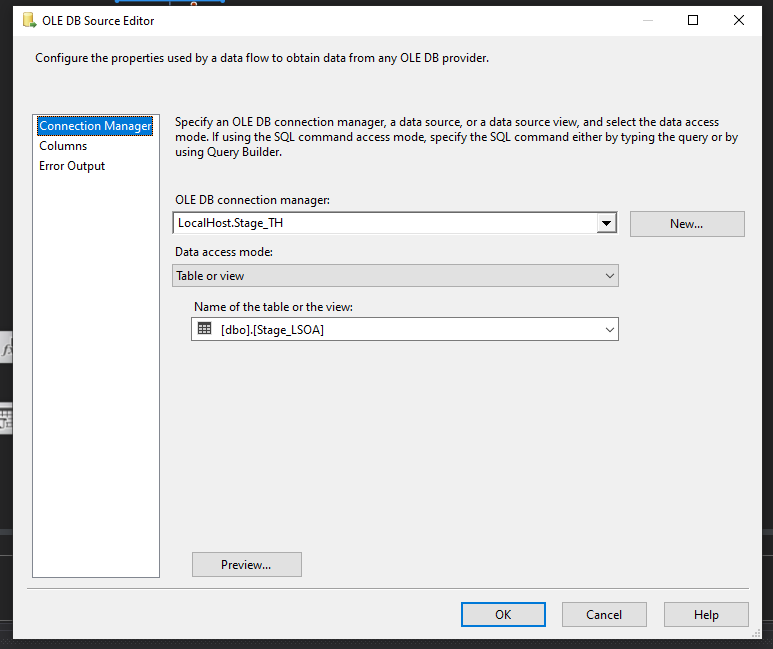 OLE DB Source Editor
Configure the properties used by a data flow to obtain data from any OLE DB provider.
Connection Manager
Columns
Error Output
Specify an OLE DB connection manager, a data source, or a data source view, and select the data access
mode. If using the SQL command access mode, specify the SQL command either by typing the query or by
using Query Builder.
OLE DB connection manager:
LocalHost.Stage_TH
New...
Data access mode:
Table or view
Name of the table or the view:
[dbo].[Stage_LSOA]
Preview...
OK
Cancel
Help